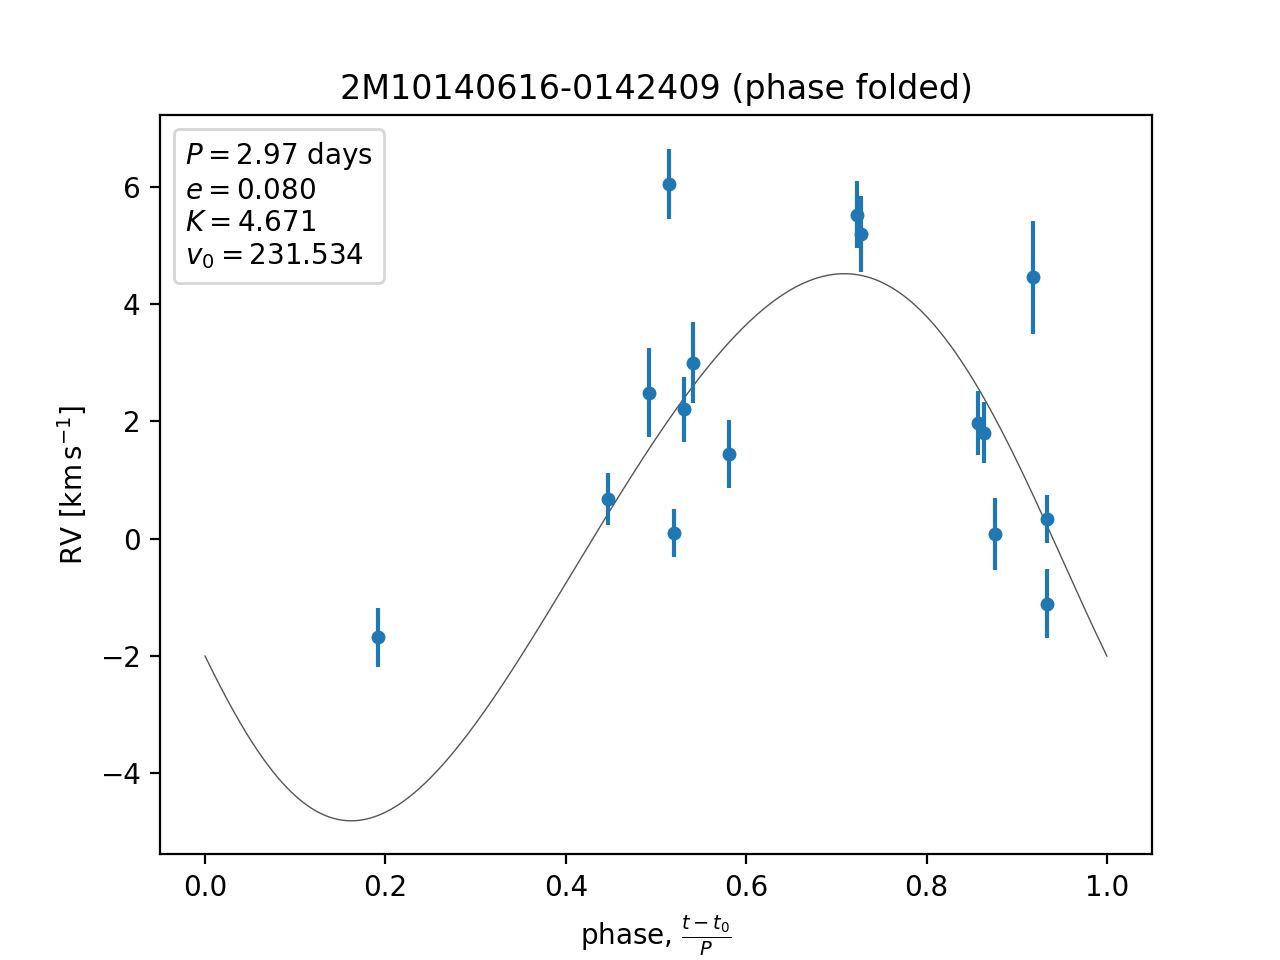 2M10140616-0142409 (phase folded)
P = 2.97 days
e = 0.080
K = 4.671
v₀ = 231.534
6
4
2
0
−2
−4
RV [km s⁻¹]
0.0 0.2 0.4 0.6 0.8 1.0
phase, (t − t₀)/P